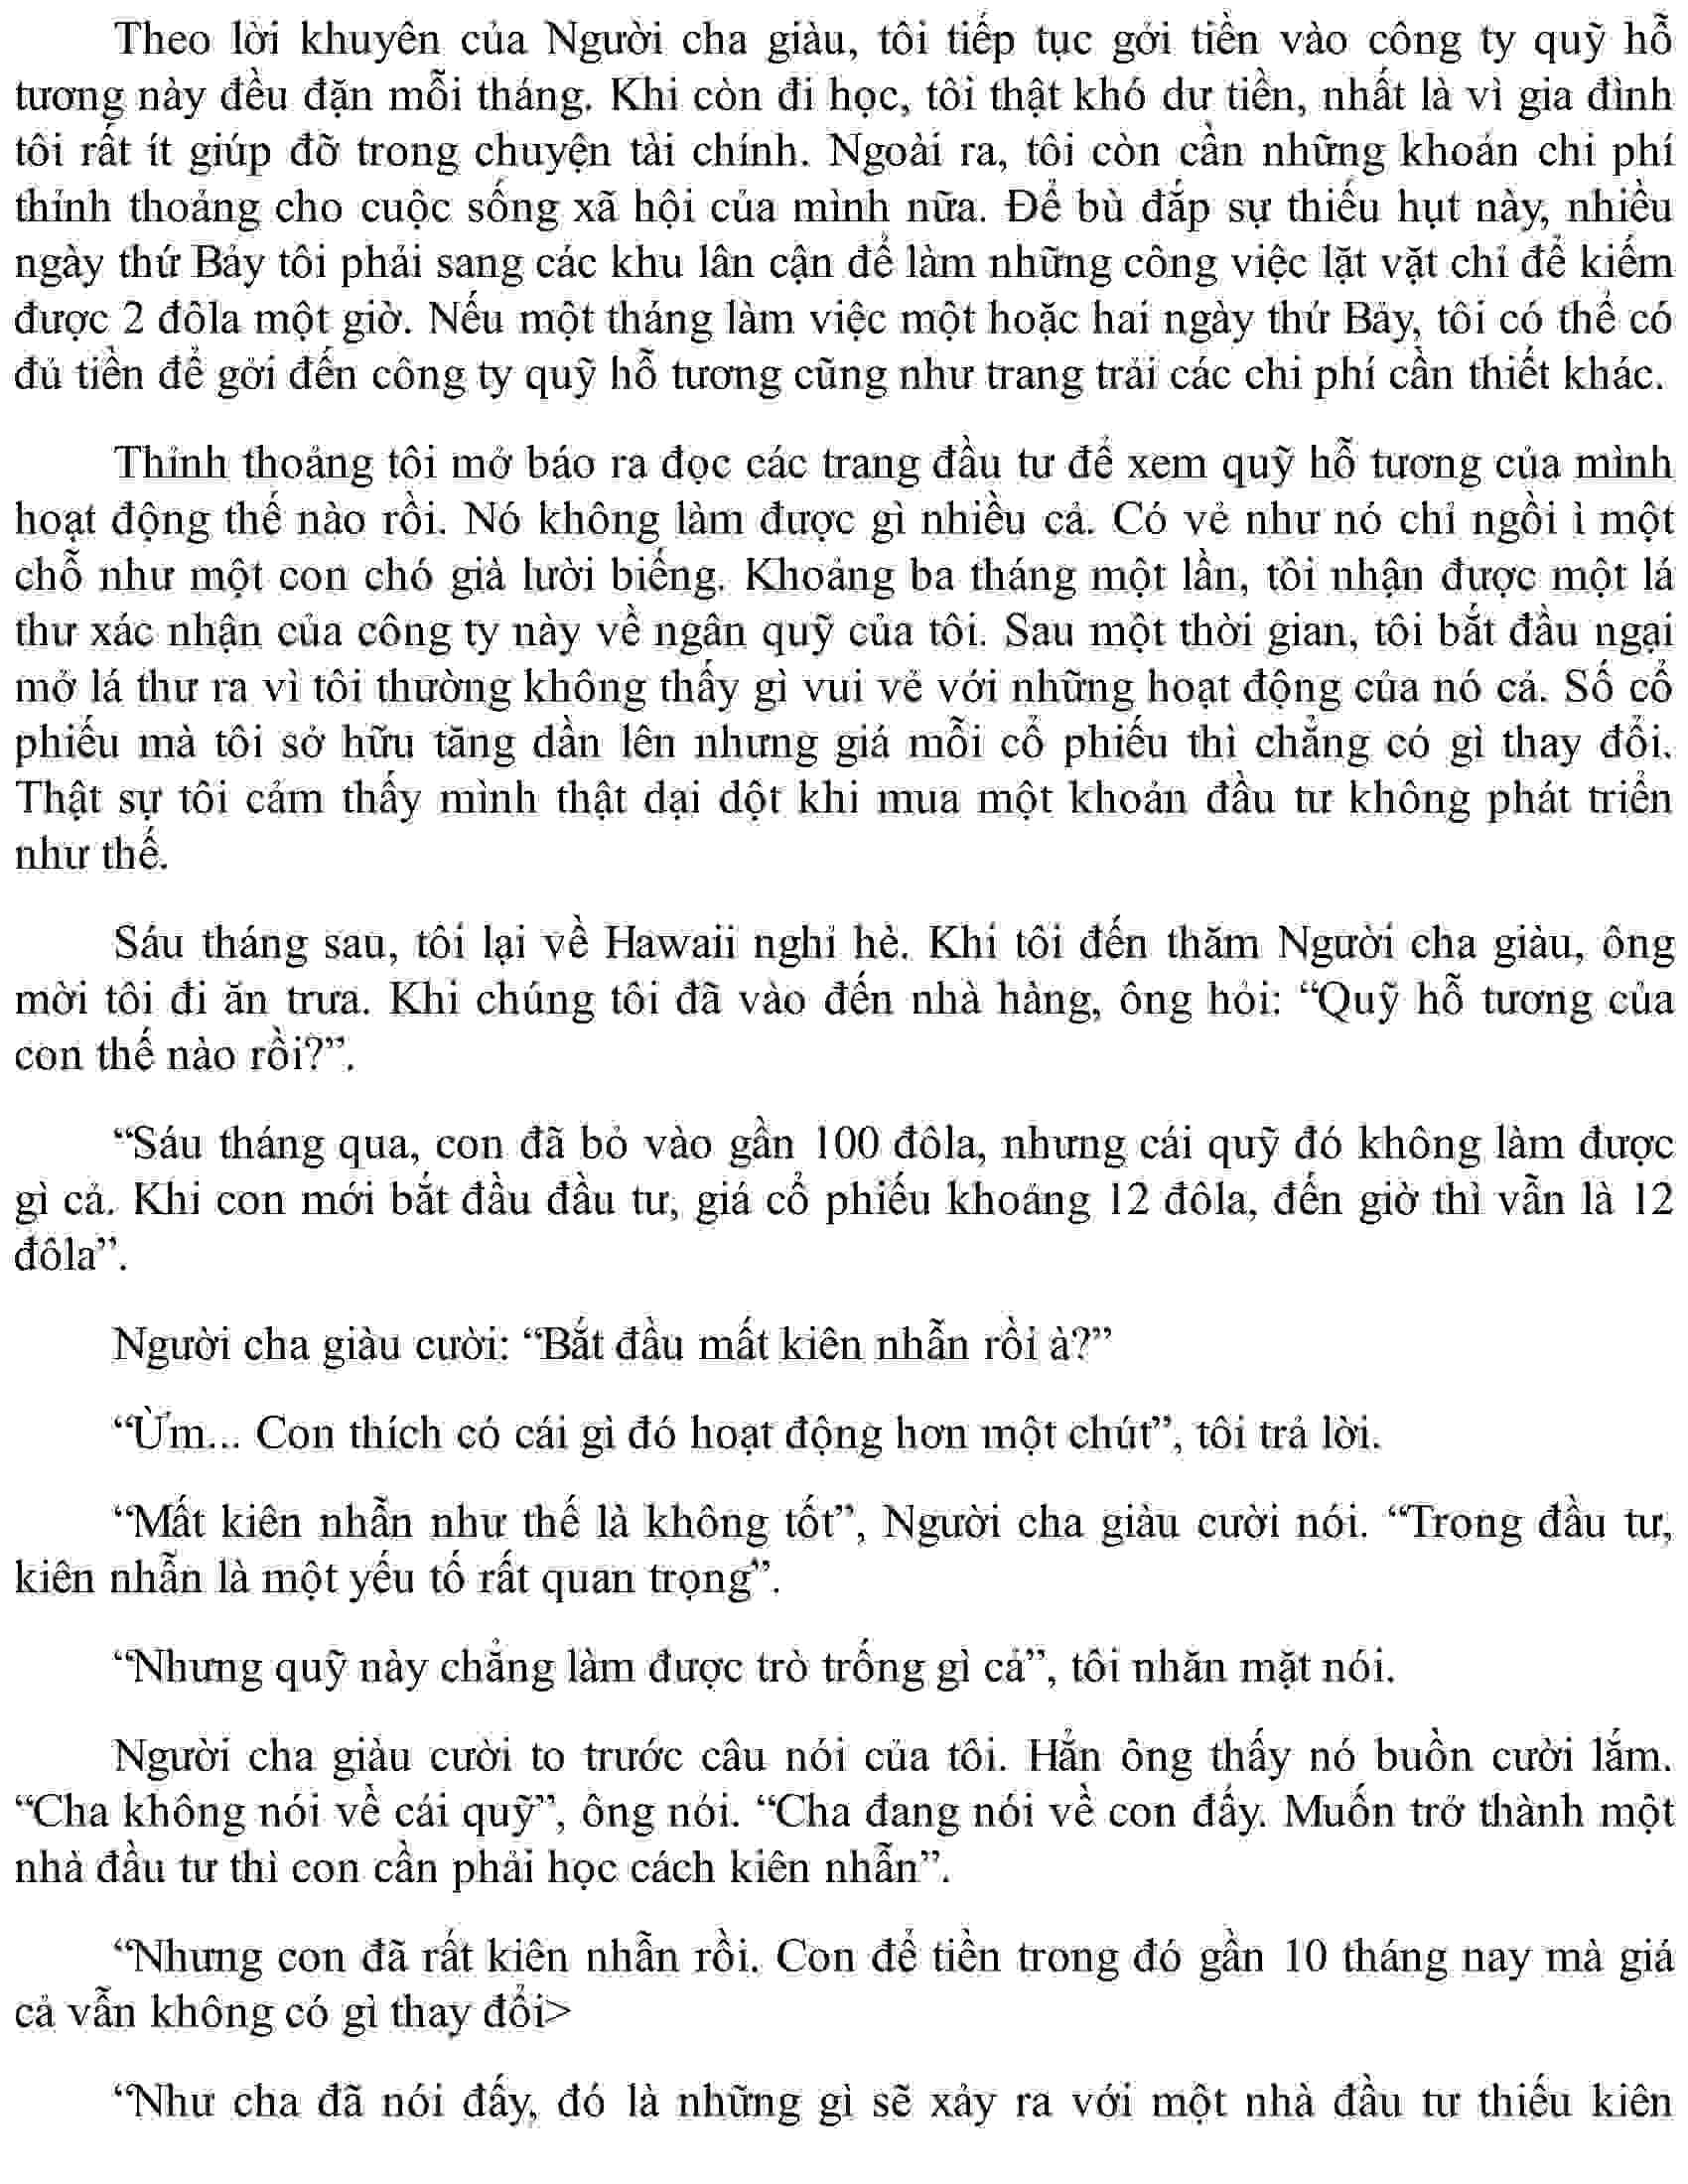 Theo lời khuyên của Người cha giàu, tôi tiếp tục gởi tiền vào công ty quỹ hỗ
tương này đều đặn mỗi tháng. Khi còn đi học, tôi thật khó dư tiền, nhất là vì gia đình
tôi rất ít giúp đỡ trong chuyện tài chính. Ngoài ra, tôi còn cần những khoản chi phí
thỉnh thoảng cho cuộc sống xã hội của mình nữa. Để bù đắp sự thiếu hụt này, nhiều
ngày thứ Bảy tôi phải sang các khu lân cận để làm những công việc lặt vặt chỉ để kiếm
được 2 đôla một giờ. Nếu một tháng làm việc một hoặc hai ngày thứ Bảy, tôi có thể có
đủ tiền để gởi đến công ty quỹ hỗ tương cũng như trang trải các chi phí cần thiết khác.
Thỉnh thoảng tôi mở báo ra đọc các trang đầu tư để xem quỹ hỗ tương của mình
hoạt động thế nào rồi. Nó không làm được gì nhiều cả. Có vẻ như nó chỉ ngồi ì một
chỗ như một con chó già lười biếng. Khoảng ba tháng một lần, tôi nhận được một lá
thư xác nhận của công ty này về ngân quỹ của tôi. Sau một thời gian, tôi bắt đầu ngại
mở lá thư ra vì tôi thường không thấy gì vui vẻ với những hoạt động của nó cả. Số cổ
phiếu mà tôi sở hữu tăng dần lên nhưng giá mỗi cổ phiếu thì chẳng có gì thay đổi.
Thật sự tôi cảm thấy mình thật dại dột khi mua một khoản đầu tư không phát triển
như thế.
Sáu tháng sau, tôi lại về Hawaii nghỉ hè. Khi tôi đến thăm Người cha giàu, ông
mời tôi đi ăn trưa. Khi chúng tôi đã vào đến nhà hàng, ông hỏi: “Quỹ hỗ tương của
con thế nào rồi?”.
“Sáu tháng qua, con đã bỏ vào gần 100 đôla, nhưng cái quỹ đó không làm được
gì cả. Khi con mới bắt đầu đầu tư, giá cổ phiếu khoảng 12 đôla, đến giờ thì vẫn là 12
đôla”.
Người cha giàu cười: “Bắt đầu mất kiên nhẫn rồi à?”
“Ừm... Con thích có cái gì đó hoạt động hơn một chút”, tôi trả lời.
“Mất kiên nhẫn như thế là không tốt”, Người cha giàu cười nói. “Trong đầu tư,
kiên nhẫn là một yếu tố rất quan trọng”.
“Nhưng quỹ này chẳng làm được trò trống gì cả”, tôi nhăn mặt nói.
Người cha giàu cười to trước câu nói của tôi. Hẳn ông thấy nó buồn cười lắm.
“Cha không nói về cái quỹ”, ông nói. “Cha đang nói về con đấy. Muốn trở thành một
nhà đầu tư thì con cần phải học cách kiên nhẫn”.
“Nhưng con đã rất kiên nhẫn rồi. Con để tiền trong đó gần 10 tháng nay mà giá
cả vẫn không có gì thay đổi>
“Như cha đã nói đấy, đó là những gì sẽ xảy ra với một nhà đầu tư thiếu kiên